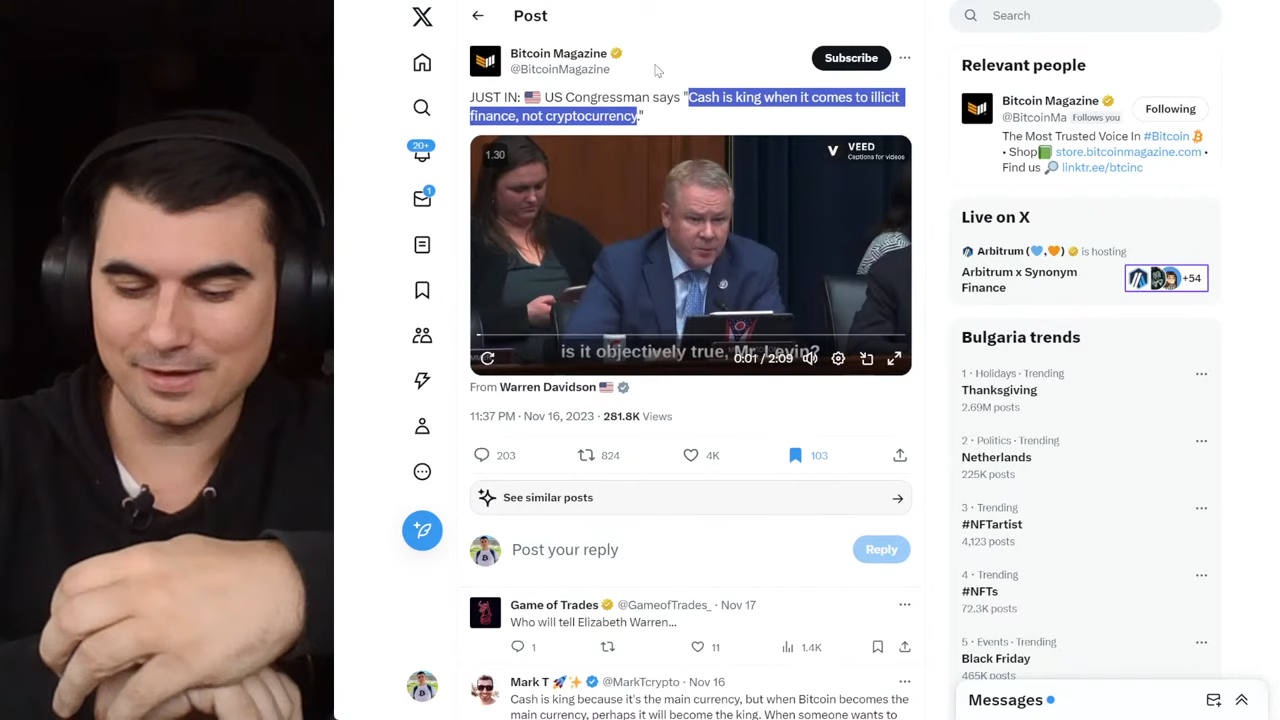 Post
Search
Bitcoin Magazine
@BitcoinMagazine
Subscribe
JUST IN: 🇺🇸 US Congressman says "Cash is king when it comes to illicit
finance, not cryptocurrency."
1.30
VEED
Captions for videos
is it objectively true, Mr. Levin?
0:01 / 2:09
From Warren Davidson 🇺🇸
11:37 PM · Nov 16, 2023 · 281.8K Views
203
824
4K
103
See similar posts
Post your reply
Reply
Game of Trades @GameofTrades_ · Nov 17
Who will tell Elizabeth Warren...
1
11
1.4K
Mark T 🚀✨ @MarkTcrypto · Nov 16
Cash is king because it's the main currency, but when Bitcoin becomes the
main currency, perhaps it will become the king. When someone wants to
20+
1
Relevant people
Bitcoin Magazine
@BitcoinMa Follows you
Following
The Most Trusted Voice In #Bitcoin ₿
• Shop📗 store.bitcoinmagazine.com •
Find us 🔎 linktr.ee/btcinc
Live on X
Arbitrum (💙,🧡) is hosting
Arbitrum x Synonym
Finance
+54
Bulgaria trends
1 · Holidays · Trending
Thanksgiving
2.69M posts
2 · Politics · Trending
Netherlands
225K posts
3 · Trending
#NFTartist
4,123 posts
4 · Trending
#NFTs
72.3K posts
5 · Events · Trending
Black Friday
465K posts
Messages